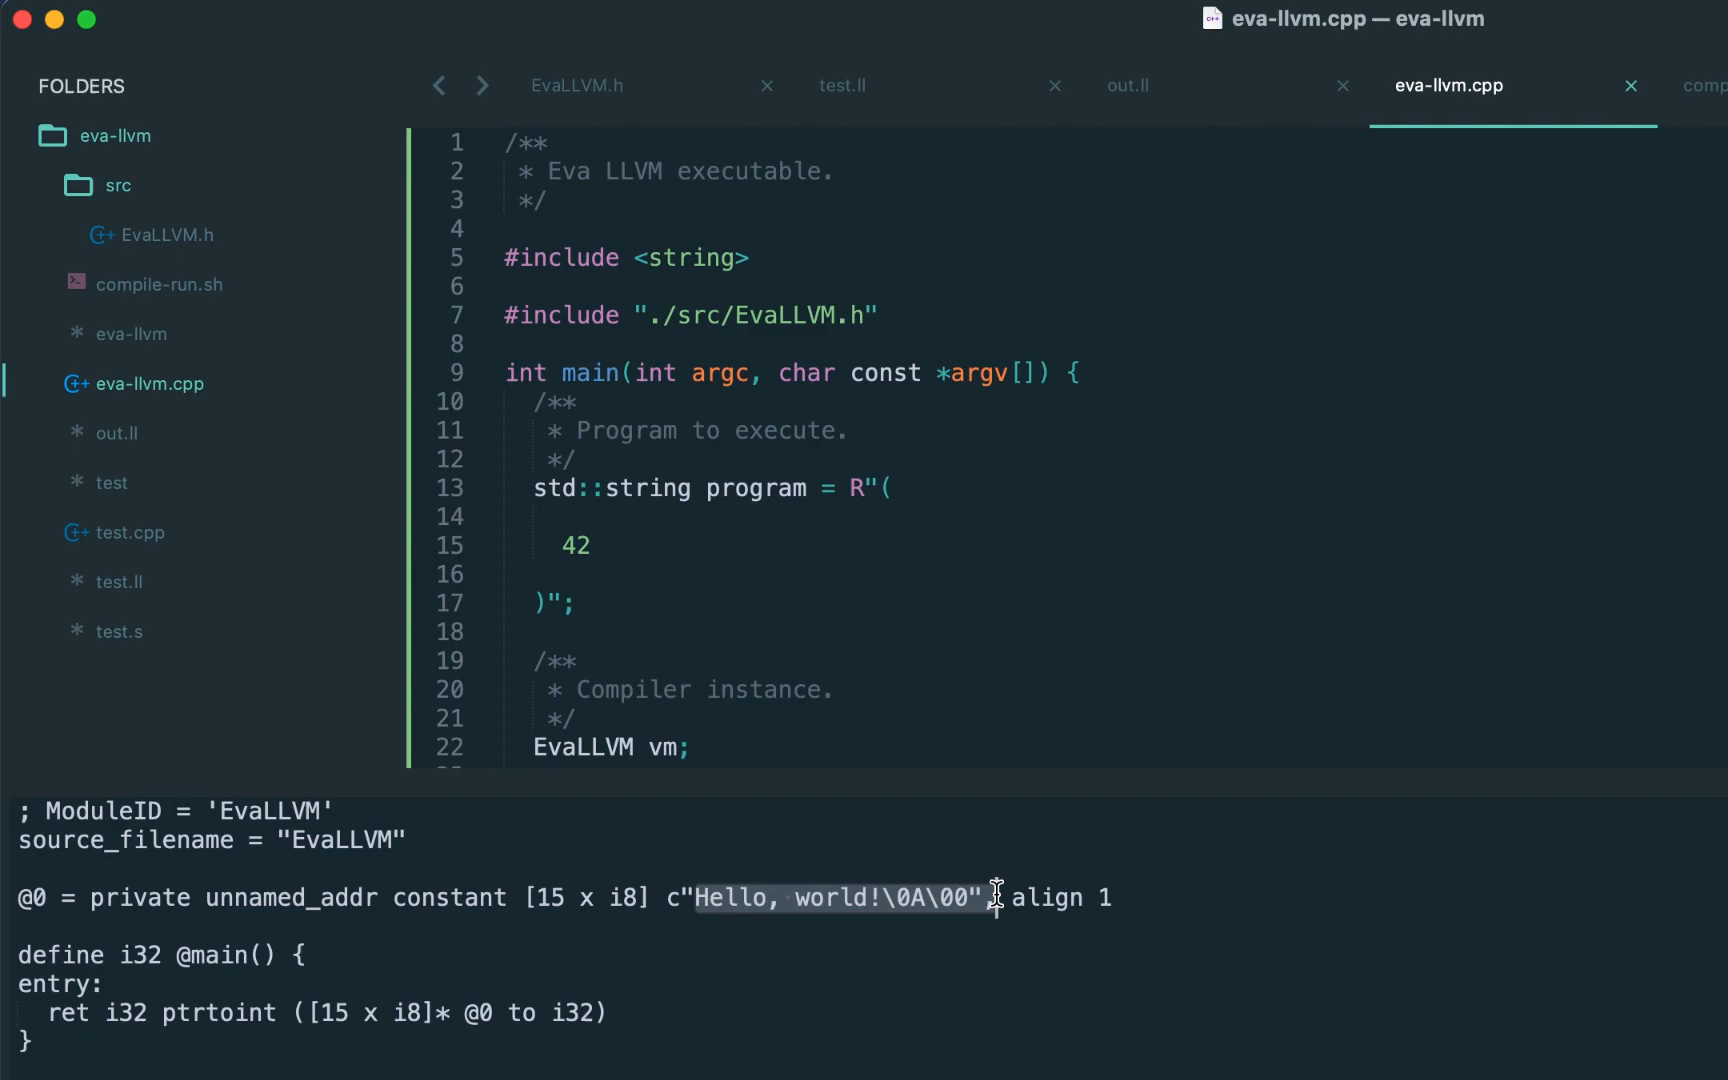 eva-llvm.cpp — eva-llvm
FOLDERS
eva-llvm
src
EvaLLVM.h
compile-run.sh
eva-llvm
eva-llvm.cpp
out.ll
test
test.cpp
test.ll
test.s
EvaLLVM.h
test.ll
out.ll
eva-llvm.cpp
comp
1 /**
2  * Eva LLVM executable.
3  */
4
5 #include <string>
6
7 #include "./src/EvaLLVM.h"
8
9 int main(int argc, char const *argv[]) {
10   /**
11    * Program to execute.
12    */
13   std::string program = R"(
14
15     42
16
17   )";
18
19   /**
20    * Compiler instance.
21    */
22   EvaLLVM vm;
; ModuleID = 'EvaLLVM'
source_filename = "EvaLLVM"
@0 = private unnamed_addr constant [15 x i8] c"Hello, world!\0A\00", align 1
define i32 @main() {
entry:
  ret i32 ptrtoint ([15 x i8]* @0 to i32)
}